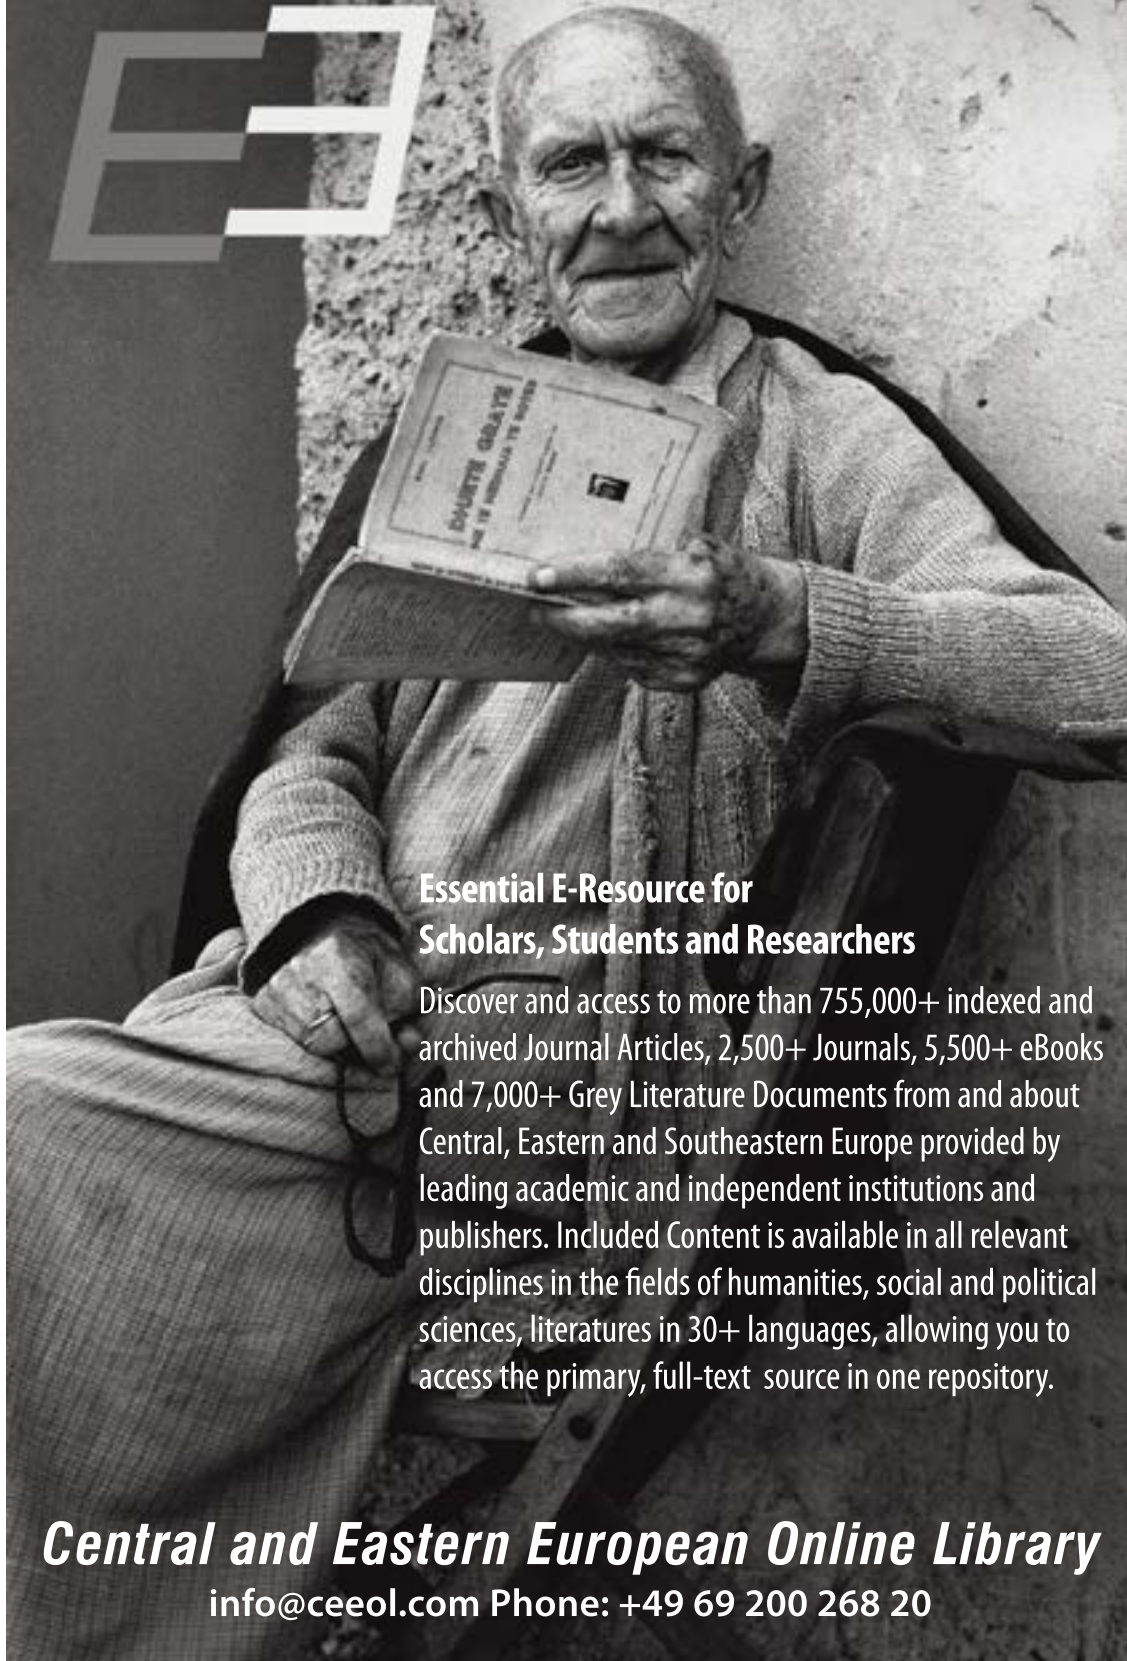 DHURTË GRATË
Essential E-Resource for
Scholars, Students and Researchers
Discover and access to more than 755,000+ indexed and
archived Journal Articles, 2,500+ Journals, 5,500+ eBooks
and 7,000+ Grey Literature Documents from and about
Central, Eastern and Southeastern Europe provided by
leading academic and independent institutions and
publishers. Included Content is available in all relevant
disciplines in the fields of humanities, social and political
sciences, literatures in 30+ languages, allowing you to
access the primary, full-text  source in one repository.
Central and Eastern European Online Library
info@ceeol.com Phone: +49 69 200 268 20